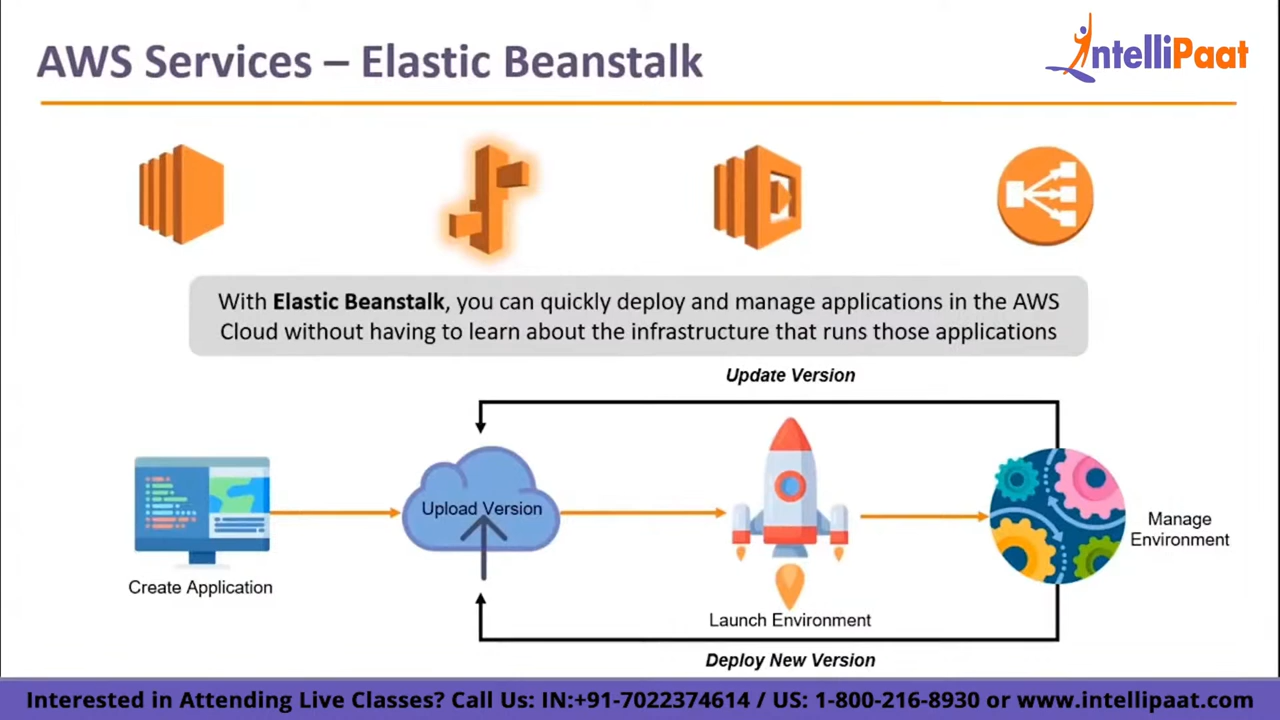 AWS Services – Elastic Beanstalk
IntelliPaat
With Elastic Beanstalk, you can quickly deploy and manage applications in the AWS
Cloud without having to learn about the infrastructure that runs those applications
Update Version
Upload Version
Manage
Environment
Create Application
Launch Environment
Deploy New Version
Interested in Attending Live Classes? Call Us: IN:+91-7022374614 / US: 1-800-216-8930 or www.intellipaat.com